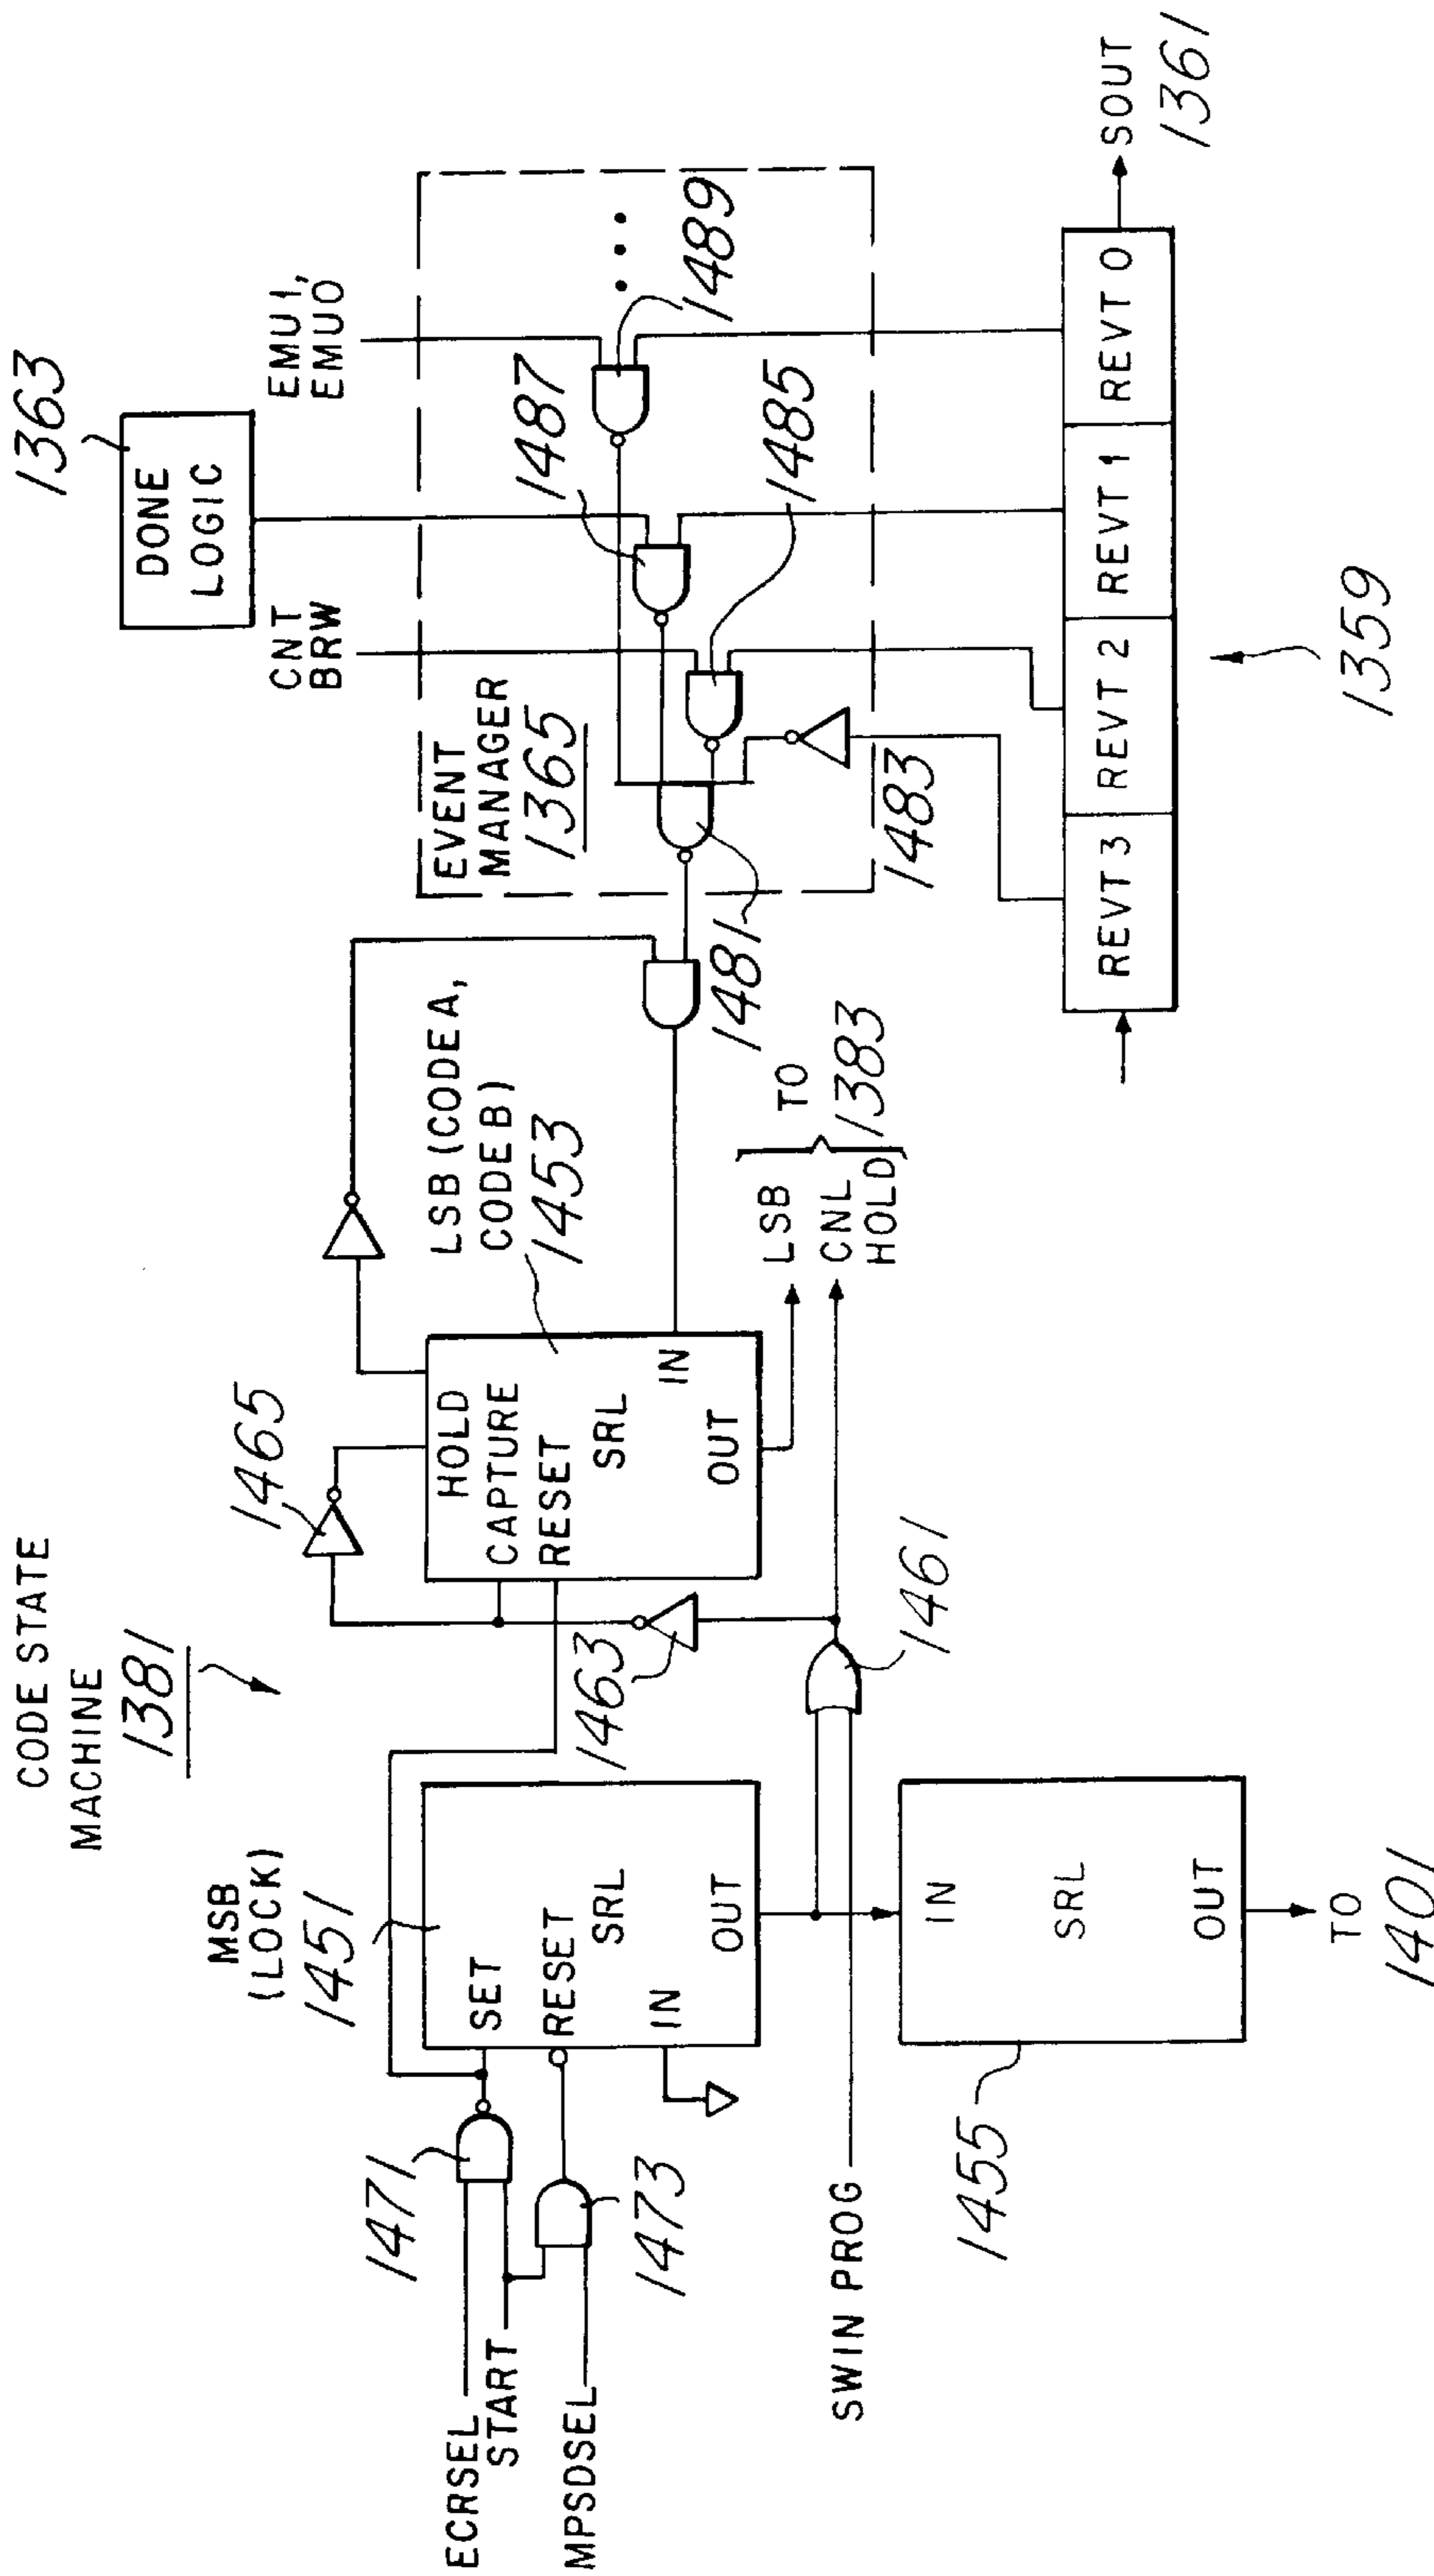 CODE STATE
MACHINE
1381
MSB
(LOCK)
1451
1471
ECRSEL
START
MPSDSEL
1473
SET
RESET
SRL
IN
OUT
SWIN PROG
1455
IN
SRL
OUT
TO
1401
1461
1463
1465
HOLD
CAPTURE
RESET
SRL
IN
OUT
LSB (CODE A,
CODE B)
1453
LSB
CNL
HOLD
TO
1383
1481
EVENT
MANAGER
1365
1483
1485
1487
1489
CNT
BRW
DONE
LOGIC
1363
EMU1,
EMU0
REVT 3
REVT 2
REVT 1
REVT 0
1359
SOUT
1361